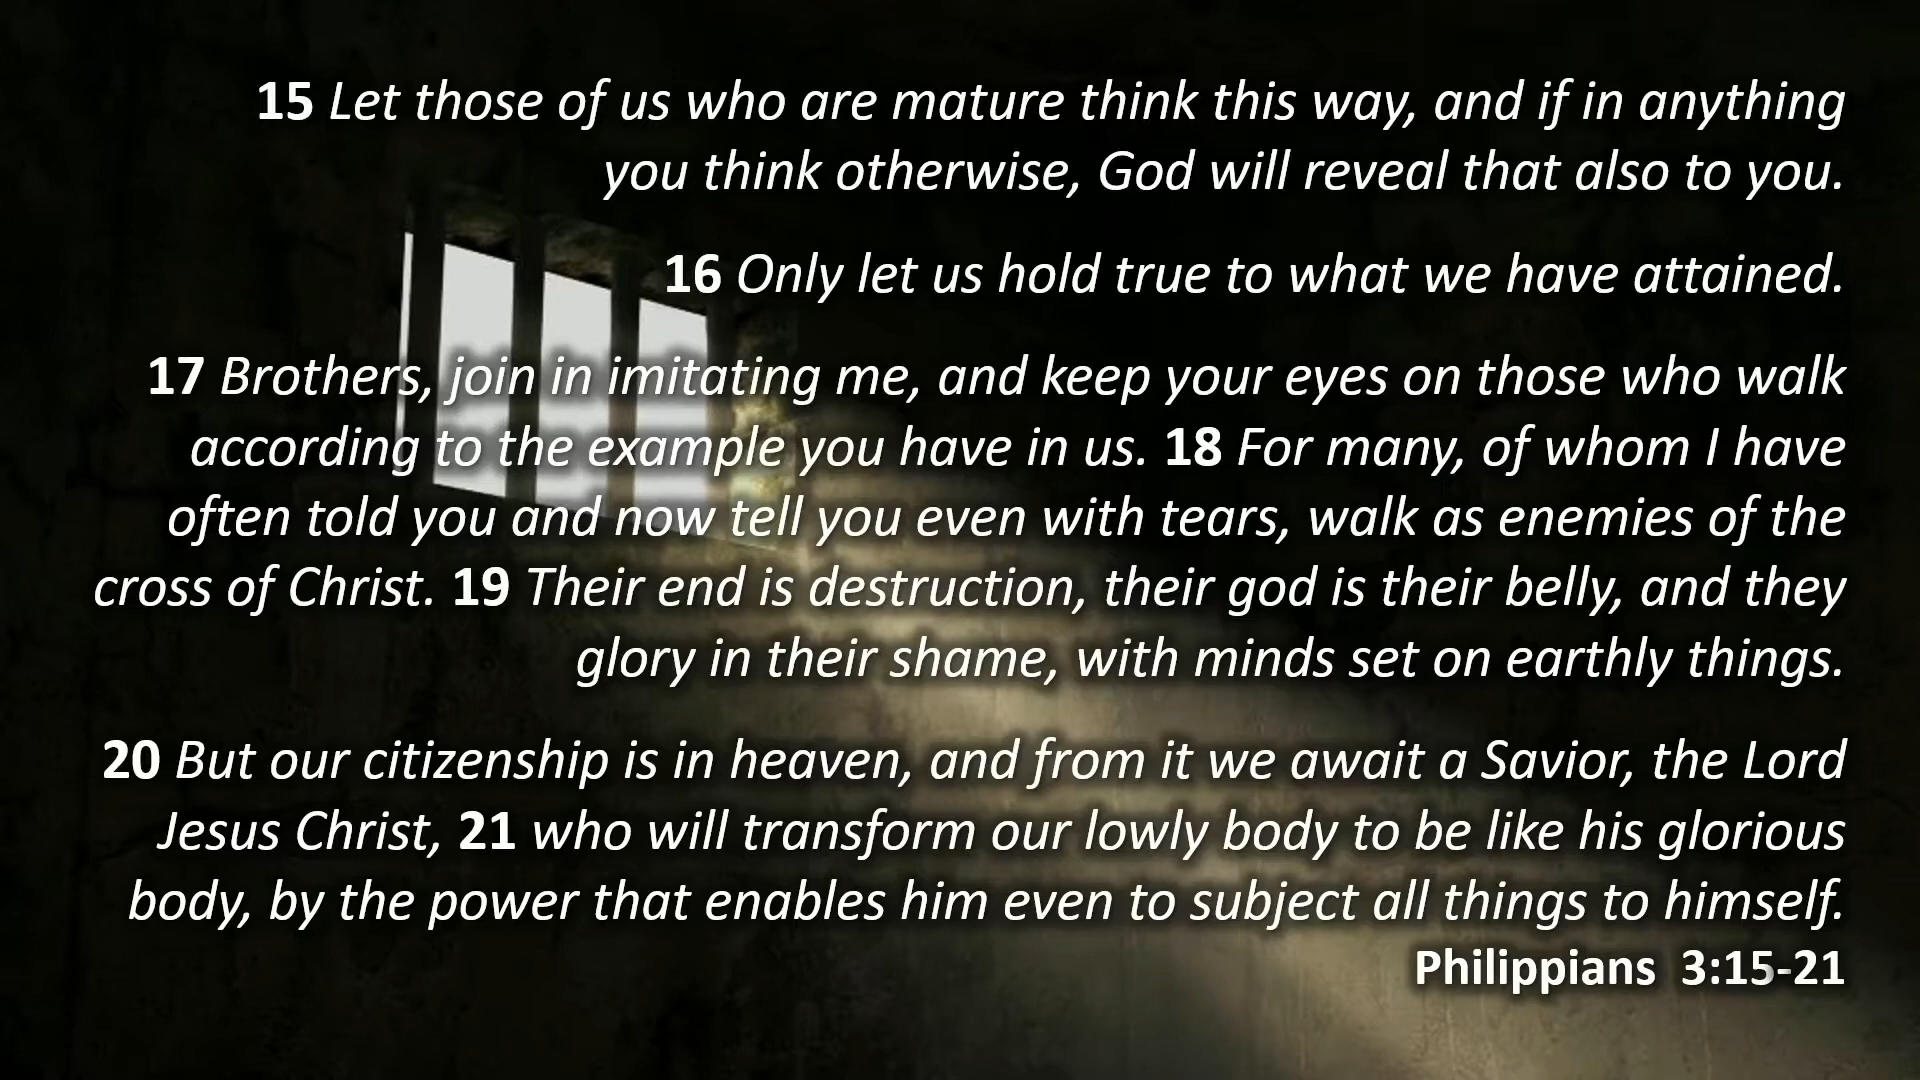 15 Let those of us who are mature think this way, and if in anything
you think otherwise, God will reveal that also to you.
16 Only let us hold true to what we have attained.
17 Brothers, join in imitating me, and keep your eyes on those who walk
according to the example you have in us. 18 For many, of whom I have
often told you and now tell you even with tears, walk as enemies of the
cross of Christ. 19 Their end is destruction, their god is their belly, and they
glory in their shame, with minds set on earthly things.
20 But our citizenship is in heaven, and from it we await a Savior, the Lord
Jesus Christ, 21 who will transform our lowly body to be like his glorious
body, by the power that enables him even to subject all things to himself.
Philippians 3:15-21